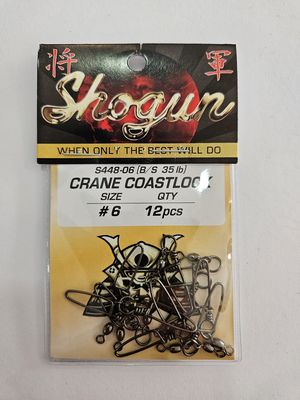 将 軍
Shogun
WHEN ONLY THE BEST WILL DO
S448-06 (B/S 35 lb)
CRANE COASTLOCK
SIZE QTY
#6 12pcs